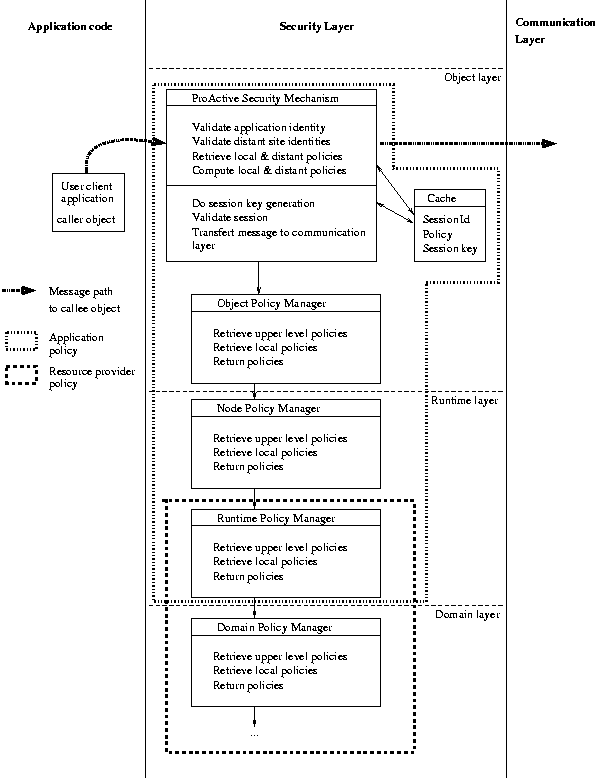 Application code
Security Layer
Communication
Layer
Object layer
ProActive Security Mechanism
Validate application identity
Validate distant site identities
Retrieve local & distant policies
Compute local & distant policies
Do session key generation
Validate session
Transfert message to communication
layer
User client
application
caller object
Cache
SessionId
Policy
Session key
Message path
to callee object
Application
policy
Resource provider
policy
Object Policy Manager
Retrieve upper level policies
Retrieve local policies
Return policies
Runtime layer
Node Policy Manager
Retrieve upper level policies
Retrieve local policies
Return policies
Runtime Policy Manager
Retrieve upper level policies
Retrieve local policies
Return policies
Domain layer
Domain Policy Manager
Retrieve upper level policies
Retrieve local policies
Return policies
...